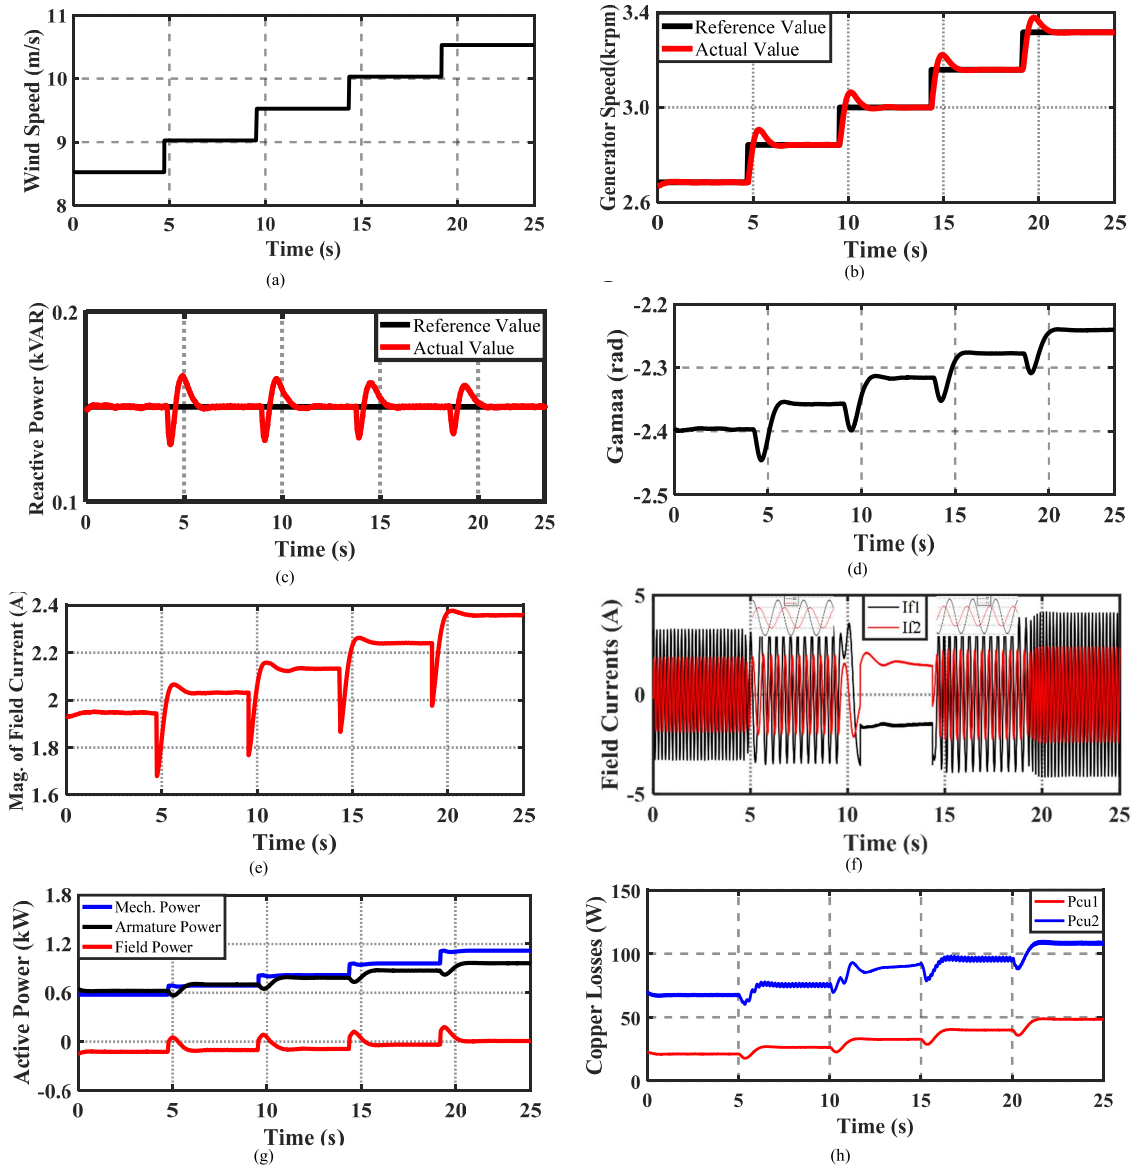 11
10
9
8
0 5 10 15 20 25
Wind Speed (m/s)
Time (s)
(a)
3.4
3.0
2.6
0 5 10 15 20 25
Generator Speed(krpm)
Reference Value
Actual Value
Time (s)
(b)
0.2
0.1
0 5 10 15 20 25
Reactive Power (kVAR)
Reference Value
Actual Value
Time (s)
(c)
-2.2
-2.3
-2.4
-2.5
0 5 10 15 20 25
Gamaa (rad)
Time (s)
(d)
2.4
2.2
2
1.8
1.6
0 5 10 15 20 25
Mag. of Field Current (A)
Time (s)
(e)
5
0
-5
0 5 10 15 20 25
Field Currents (A)
If1
If2
Time (s)
(f)
1.8
1.2
0.6
0
-0.6
0 5 10 15 20 25
Active Power (kW)
Mech. Power
Armature Power
Field Power
Time (s)
(g)
150
100
50
0
0 5 10 15 20 25
Copper Losses (W)
Pcu1
Pcu2
Time (s)
(h)